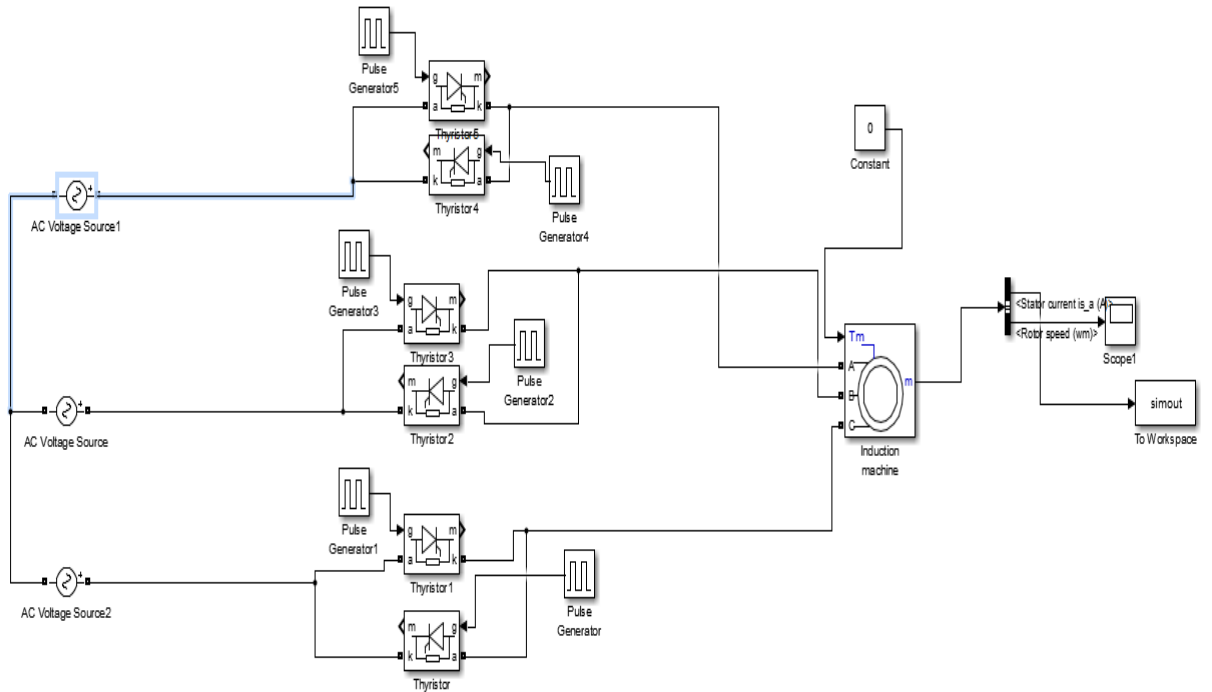 Pulse
Generator5
g
m
a
k
Thyristor5
m
g
k
a
Thyristor4
Pulse
Generator4
0
Constant
+
AC Voltage Source1
Pulse
Generator3
g
m
a
k
Thyristor3
Pulse
Generator2
m
g
k
a
Thyristor2
+
AC Voltage Source
Tm
A
B
C
m
Induction
machine
<Stator current is_a (A)>
<Rotor speed (wm)>
Scope1
simout
To Workspace
Pulse
Generator1
g
m
a
k
Thyristor1
Pulse
Generator
m
g
k
a
Thyristor
+
AC Voltage Source2